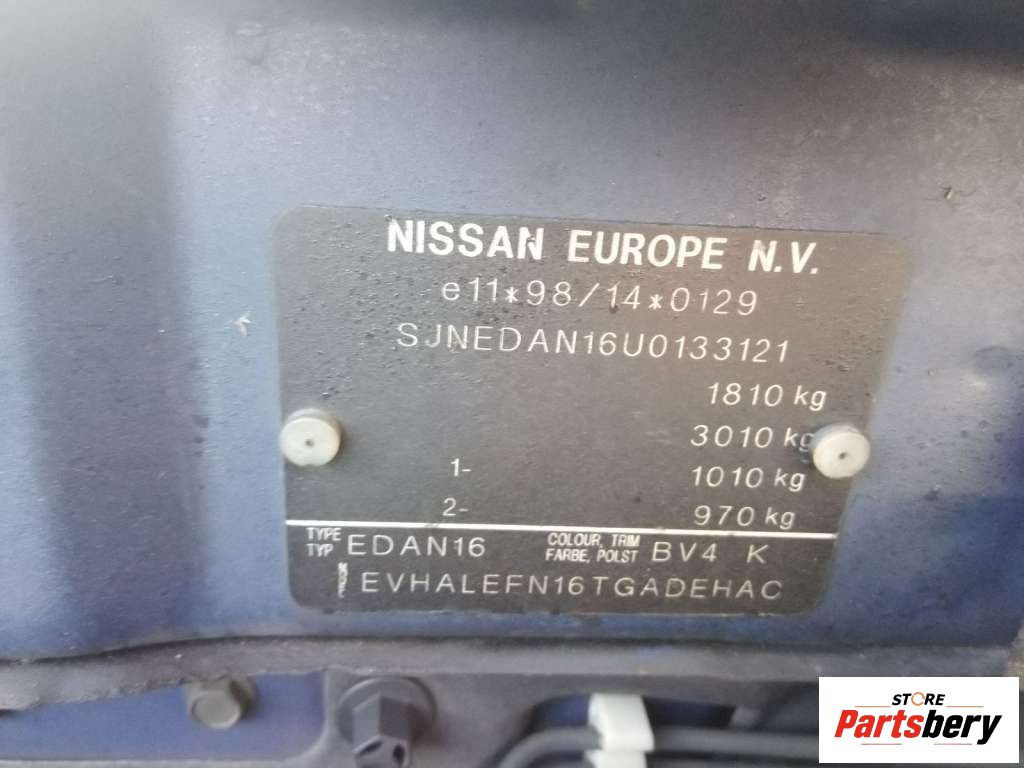 NISSAN EUROPE N.V.
e11*98/14*0129
SJNEDAN16U0133121
1810 kg
3010 kg
1- 1010 kg
2- 970 kg
TYPE
TYP EDAN16 COLOUR, TRIM
FARBE, POLST BV4 K
EVHALEFN16TGADEHAC
STORE
Partsbery